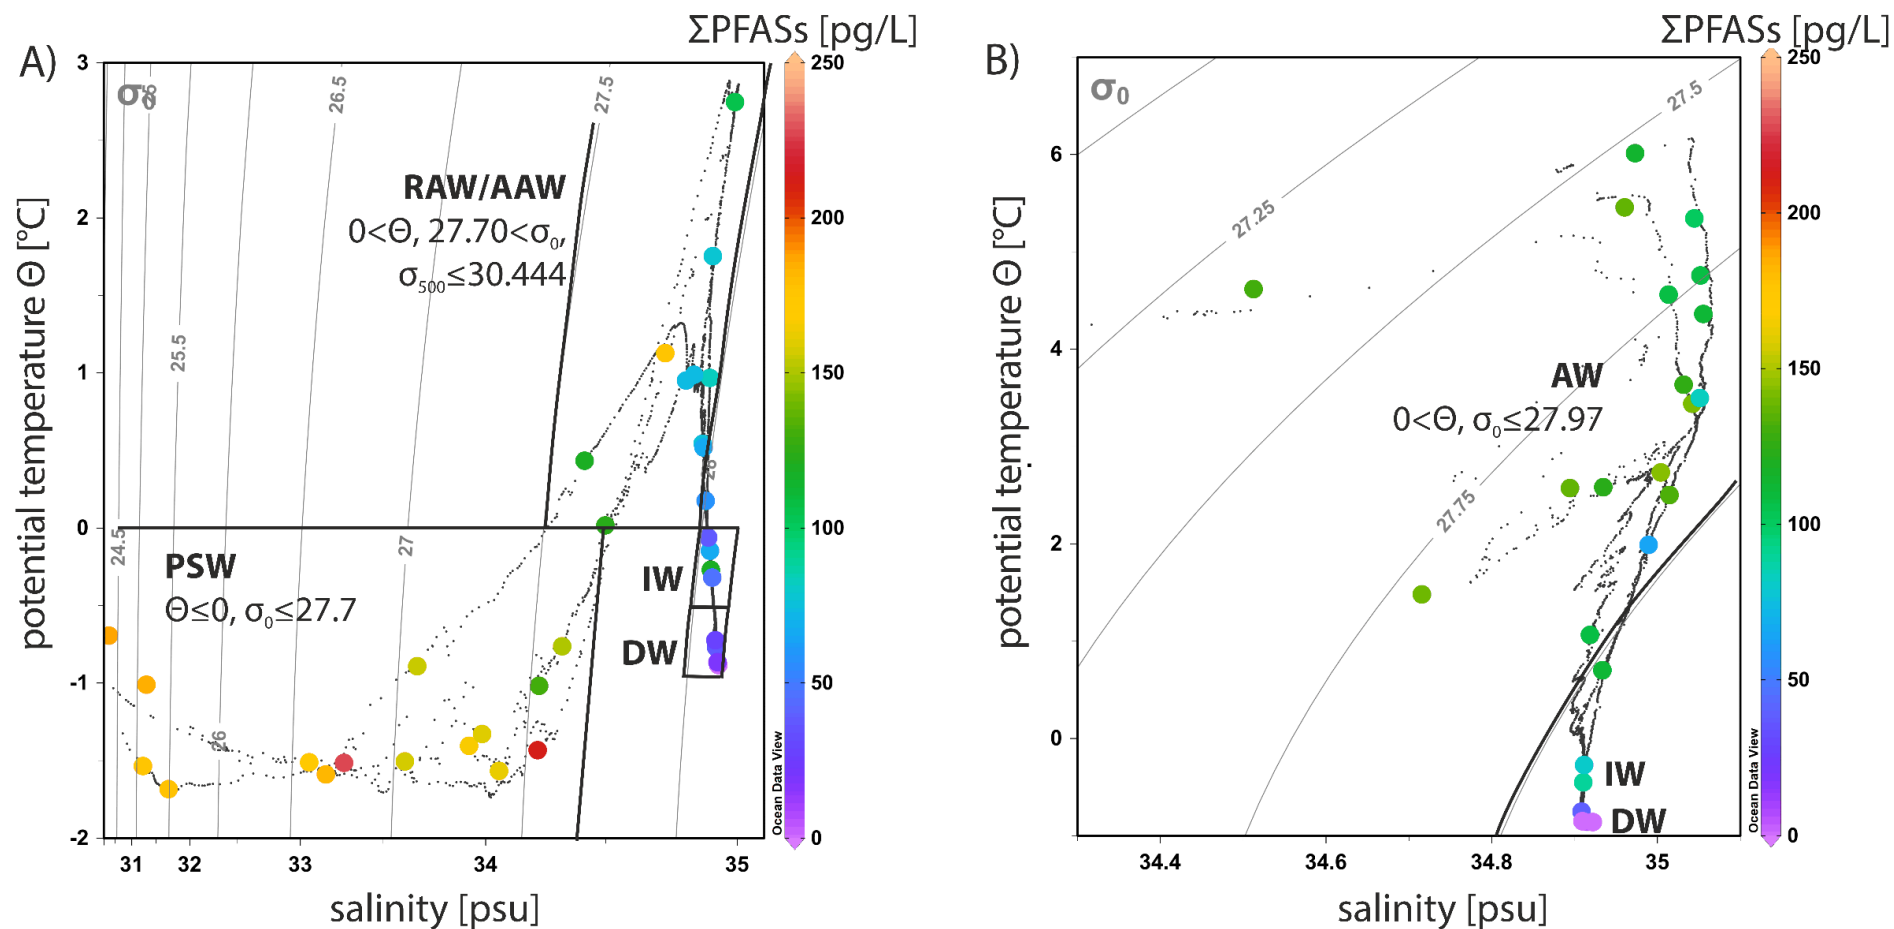 A)
ΣPFASs [pg/L]
σ₀
25
26.5
27.5
25.5
24.5
26
27
28
RAW/AAW
0<Θ, 27.70<σ₀,
σ₅₀₀≤30.444
PSW
Θ≤0, σ₀≤27.7
IW
DW
3
2
1
0
-1
-2
potential temperature Θ [°C]
31
32
33
34
35
salinity [psu]
250
200
150
100
50
0
Ocean Data View
B)
ΣPFASs [pg/L]
σ₀
27.5
27.25
27.75
AW
0<Θ, σ₀≤27.97
IW
DW
6
4
2
0
potential temperature Θ [°C]
34.4
34.6
34.8
35
salinity [psu]
250
200
150
100
50
0
Ocean Data View